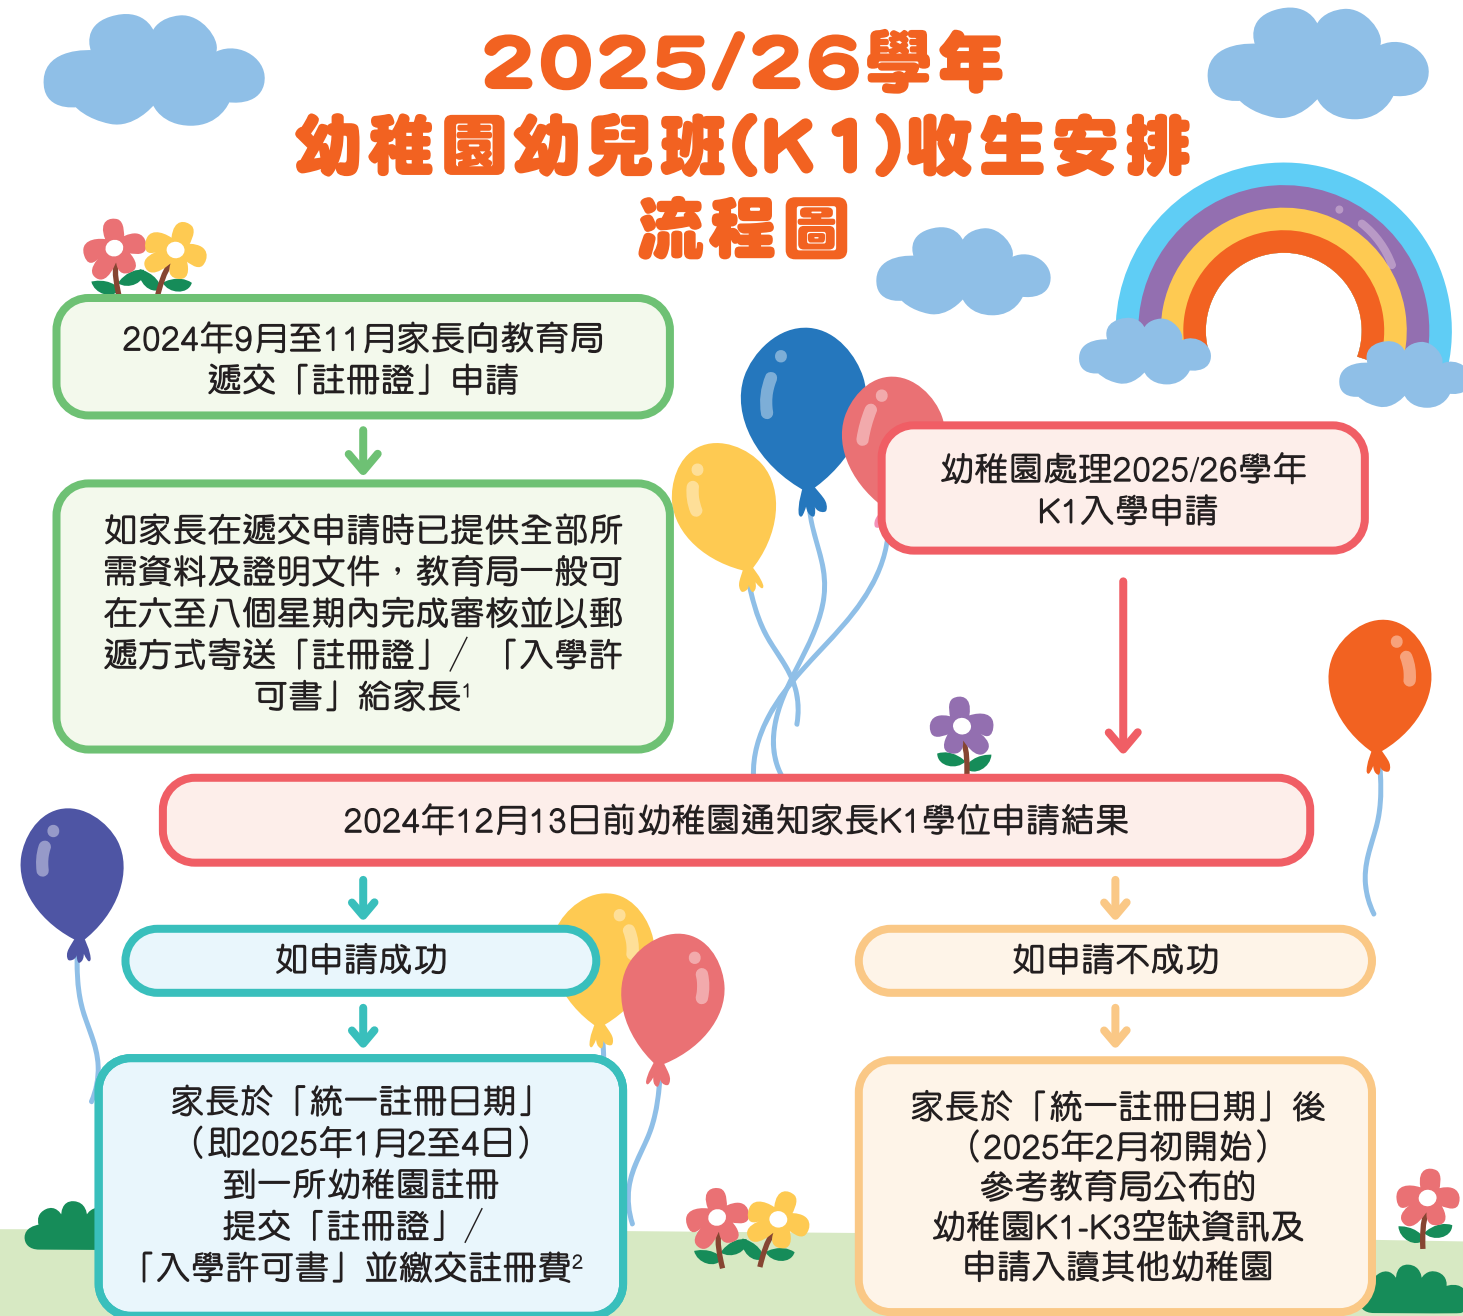 2025/26學年
幼稚園幼兒班(K1)收生安排
流程圖
2024年9月至11月家長向教育局
遞交「註冊證」申請
如家長在遞交申請時已提供全部所
需資料及證明文件，教育局一般可
在六至八個星期內完成審核並以郵
遞方式寄送「註冊證」╱「入學許
可書」給家長¹
幼稚園處理2025/26學年
K1入學申請
2024年12月13日前幼稚園通知家長K1學位申請結果
如申請成功
家長於「統一註冊日期」
（即2025年1月2至4日）
到一所幼稚園註冊
提交「註冊證」╱
「入學許可書」並繳交註冊費²
如申請不成功
家長於「統一註冊日期」後
（2025年2月初開始）
參考教育局公布的
幼稚園K1-K3空缺資訊及
申請入讀其他幼稚園